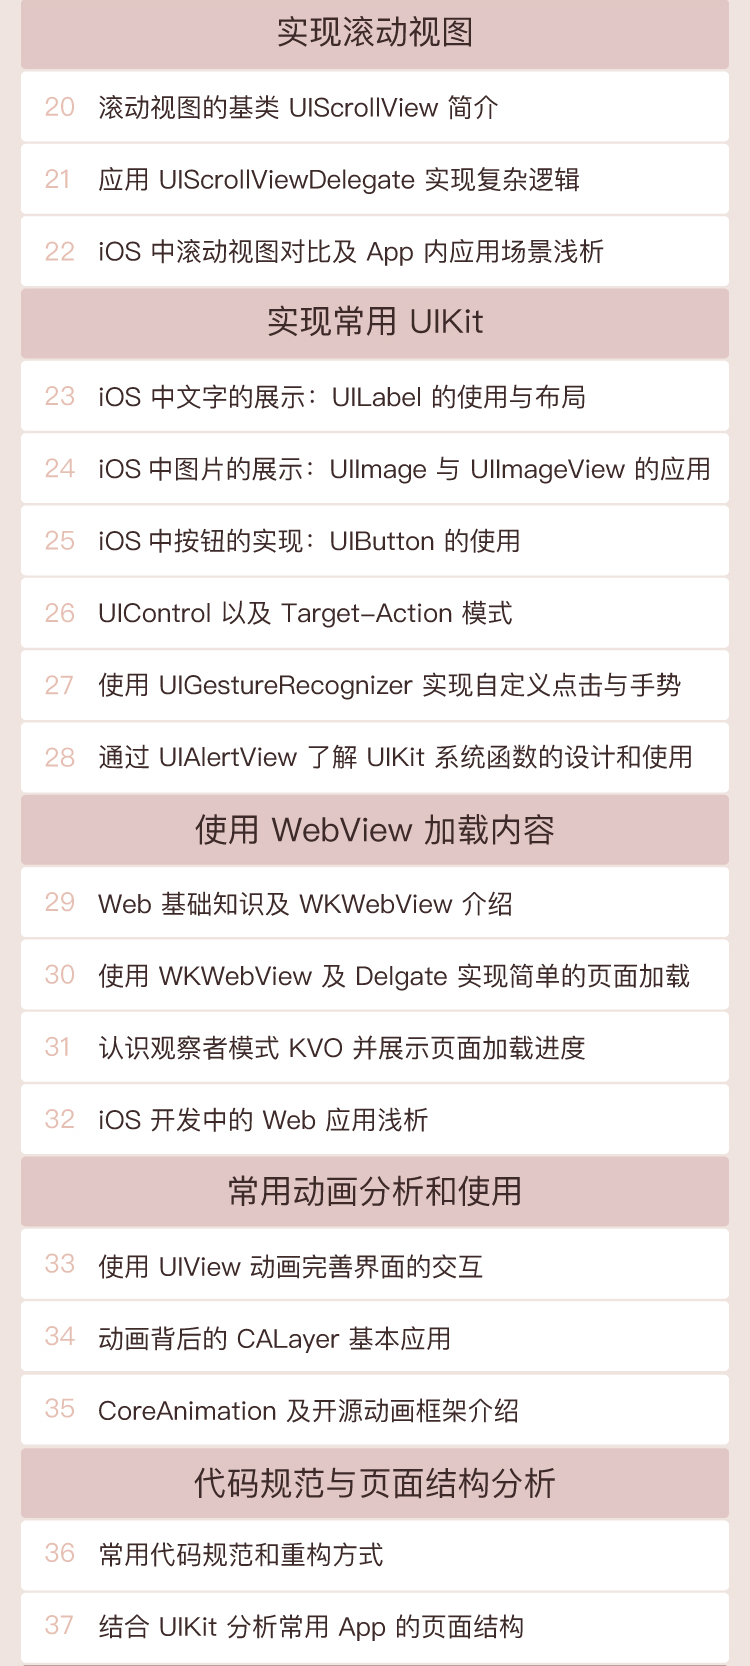 实现滚动视图
20 滚动视图的基类 UIScrollView 简介
21 应用 UIScrollViewDelegate 实现复杂逻辑
22 iOS 中滚动视图对比及 App 内应用场景浅析
实现常用 UIKit
23 iOS 中文字的展示：UILabel 的使用与布局
24 iOS 中图片的展示：UIImage 与 UIImageView 的应用
25 iOS 中按钮的实现：UIButton 的使用
26 UIControl 以及 Target-Action 模式
27 使用 UIGestureRecognizer 实现自定义点击与手势
28 通过 UIAlertView 了解 UIKit 系统函数的设计和使用
使用 WebView 加载内容
29 Web 基础知识及 WKWebView 介绍
30 使用 WKWebView 及 Delgate 实现简单的页面加载
31 认识观察者模式 KVO 并展示页面加载进度
32 iOS 开发中的 Web 应用浅析
常用动画分析和使用
33 使用 UIView 动画完善界面的交互
34 动画背后的 CALayer 基本应用
35 CoreAnimation 及开源动画框架介绍
代码规范与页面结构分析
36 常用代码规范和重构方式
37 结合 UIKit 分析常用 App 的页面结构